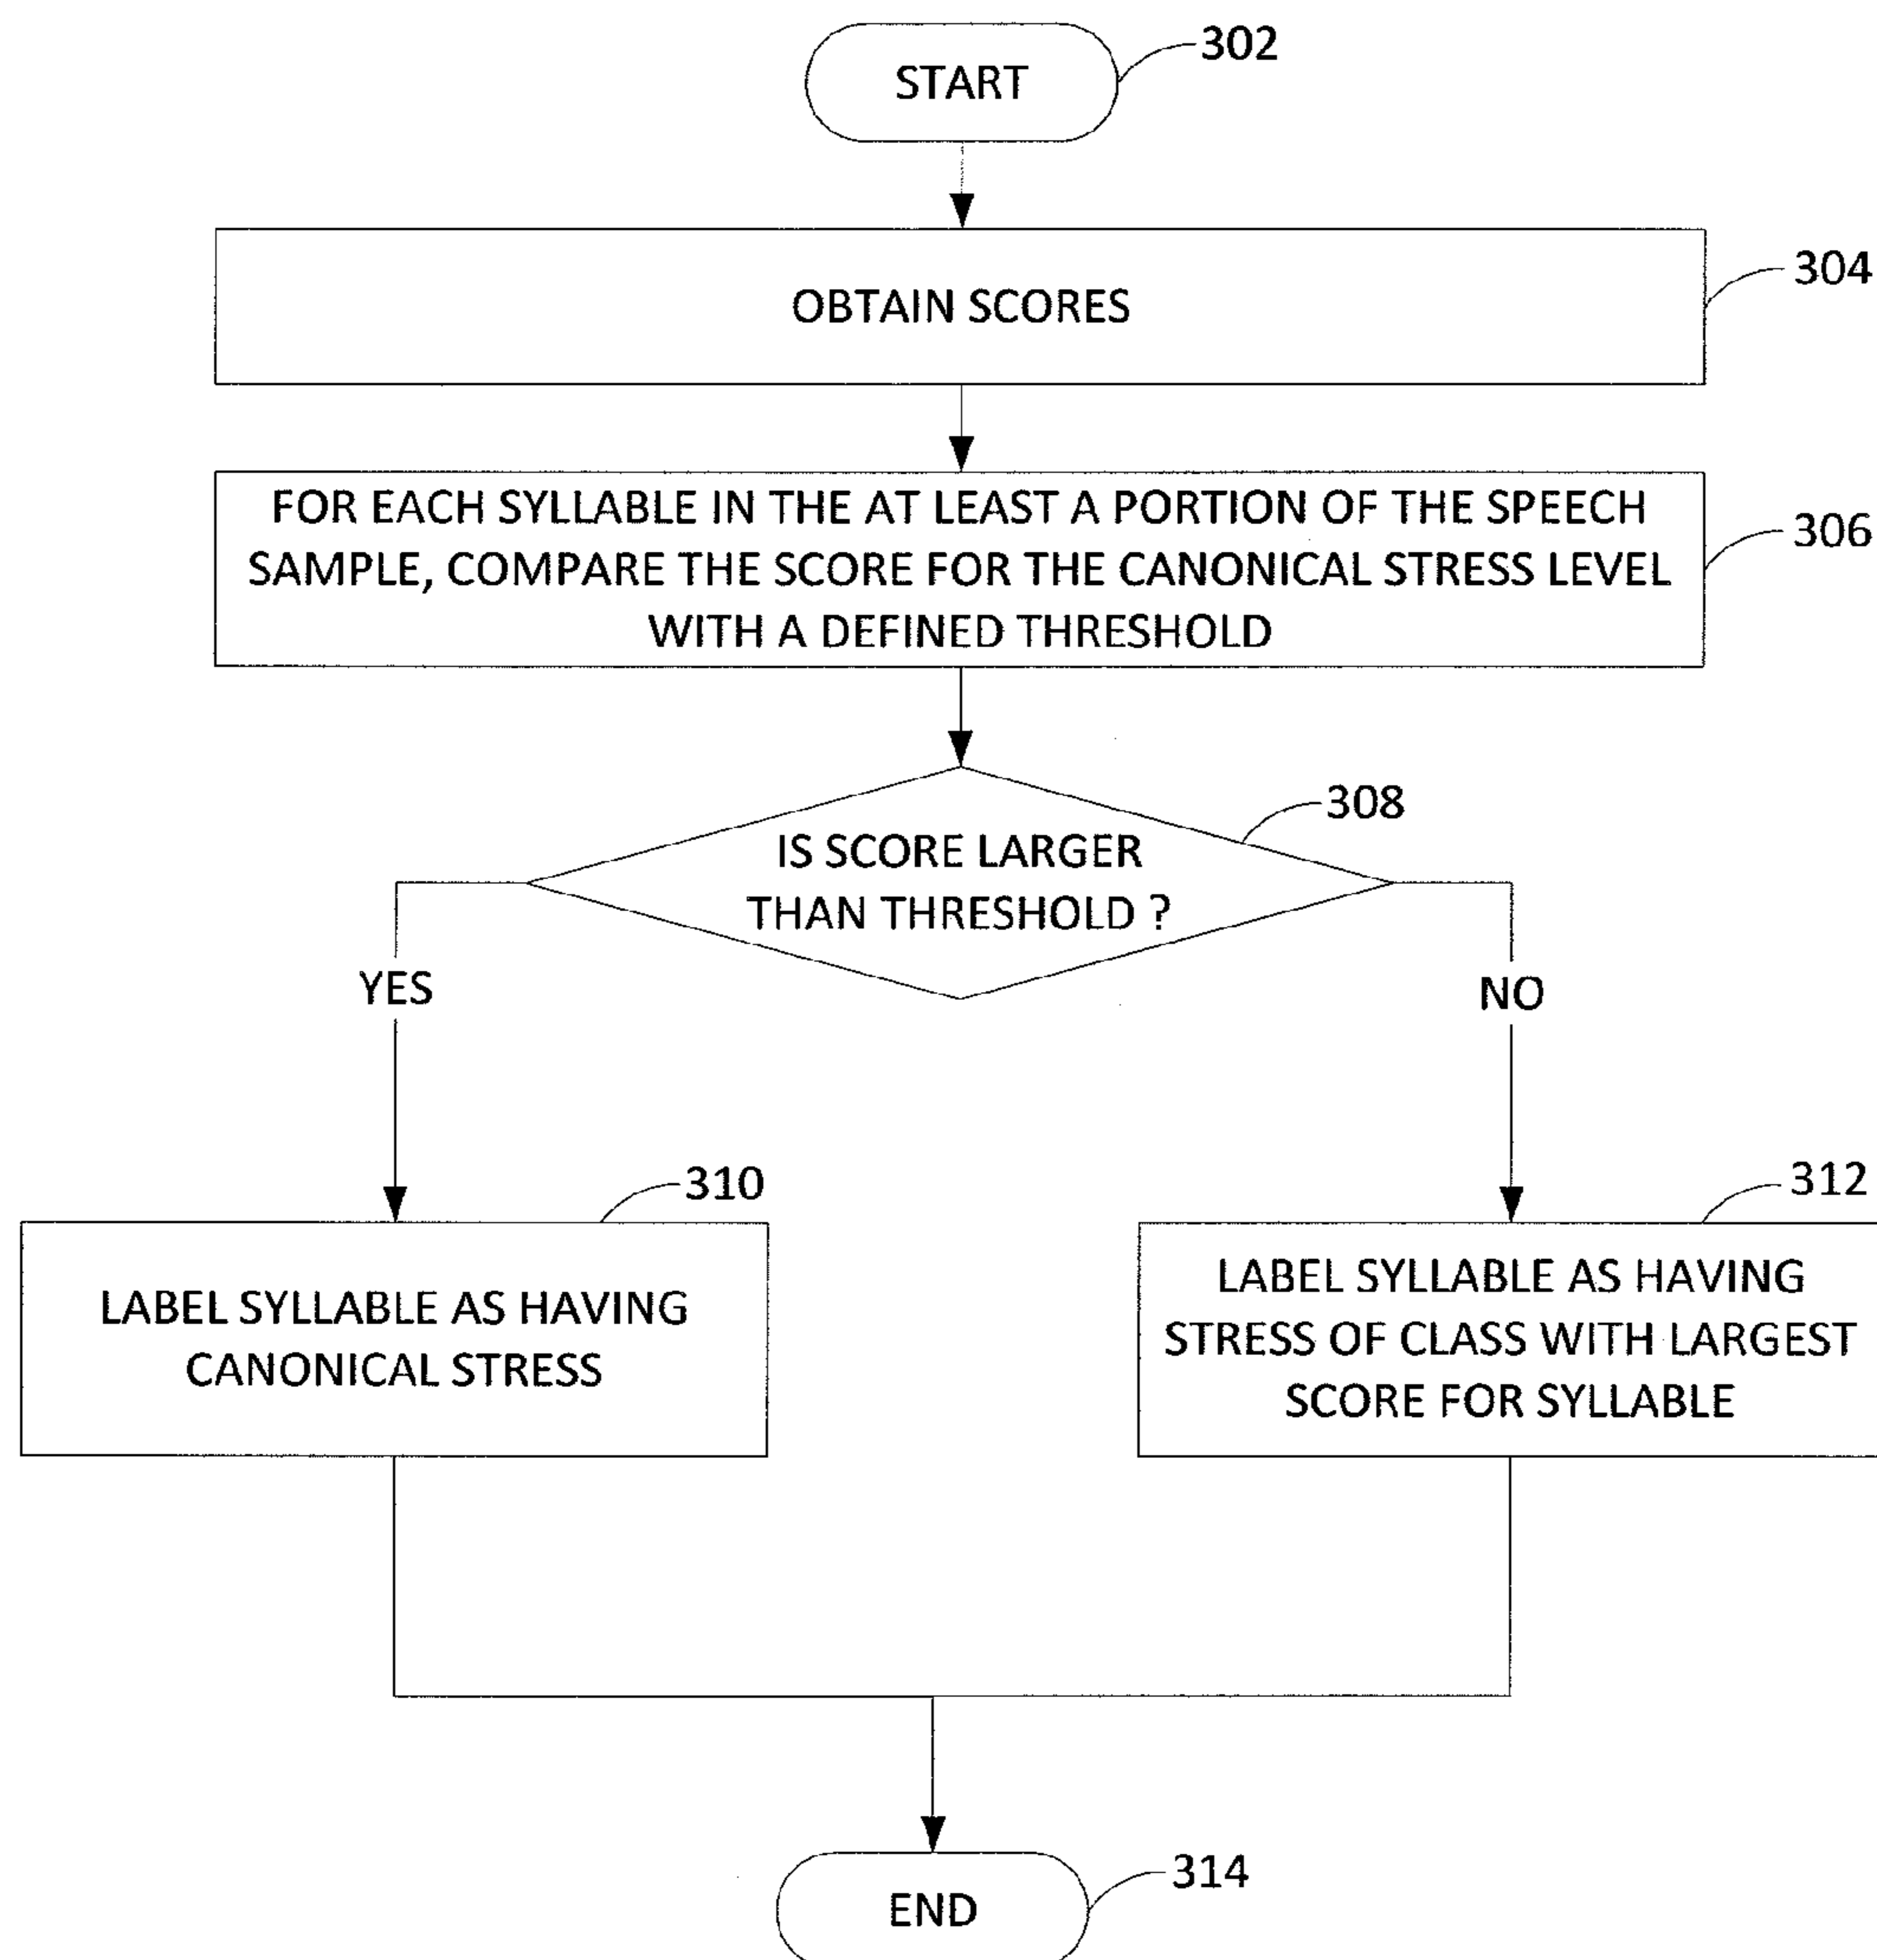 302
START
304
OBTAIN SCORES
FOR EACH SYLLABLE IN THE AT LEAST A PORTION OF THE SPEECH
SAMPLE, COMPARE THE SCORE FOR THE CANONICAL STRESS LEVEL
WITH A DEFINED THRESHOLD
306
308
IS SCORE LARGER
THAN THRESHOLD ?
YES
NO
310
LABEL SYLLABLE AS HAVING
CANONICAL STRESS
312
LABEL SYLLABLE AS HAVING
STRESS OF CLASS WITH LARGEST
SCORE FOR SYLLABLE
314
END